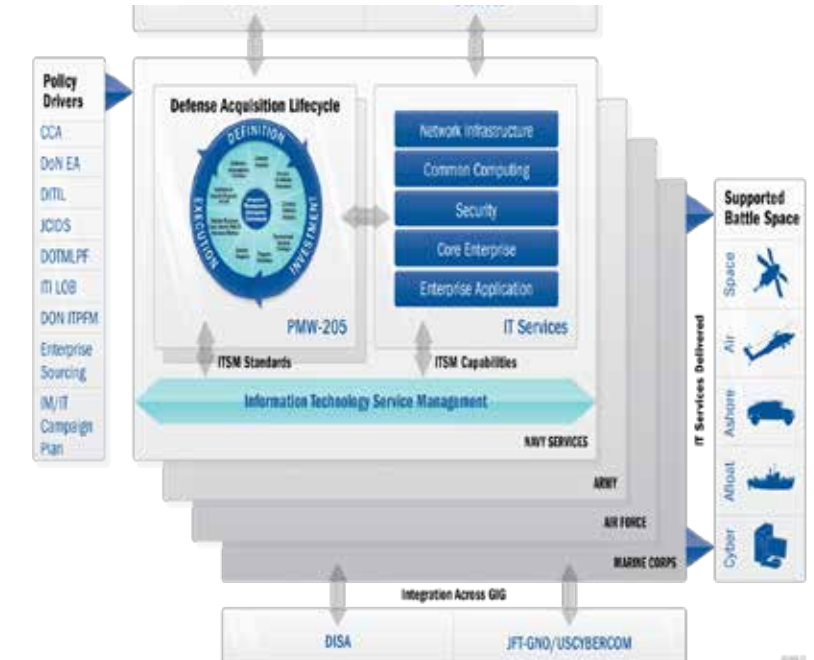 Policy
Drivers
CCA
DoN EA
DITIL
JCIDS
DOTMLPF
ITI LOB
DON ITPFM
Enterprise
Sourcing
IM/IT
Campaign
Plan
Defense Acquisition Lifecycle
DEFINITION
INVESTMENT
EXECUTION
PMW-205
Network Infrastructure
Common Computing
Security
Core Enterprise
Enterprise Application
IT Services
ITSM Standards
ITSM Capabilities
Information Technology Service Management
NAVY SERVICES
ARMY
AIR FORCE
MARINE CORPS
IT Services Delivered
Supported
Battle Space
Space
Air
Ashore
Afloat
Cyber
Integration Across GIG
DISA
JFT-GNO/USCYBERCOM